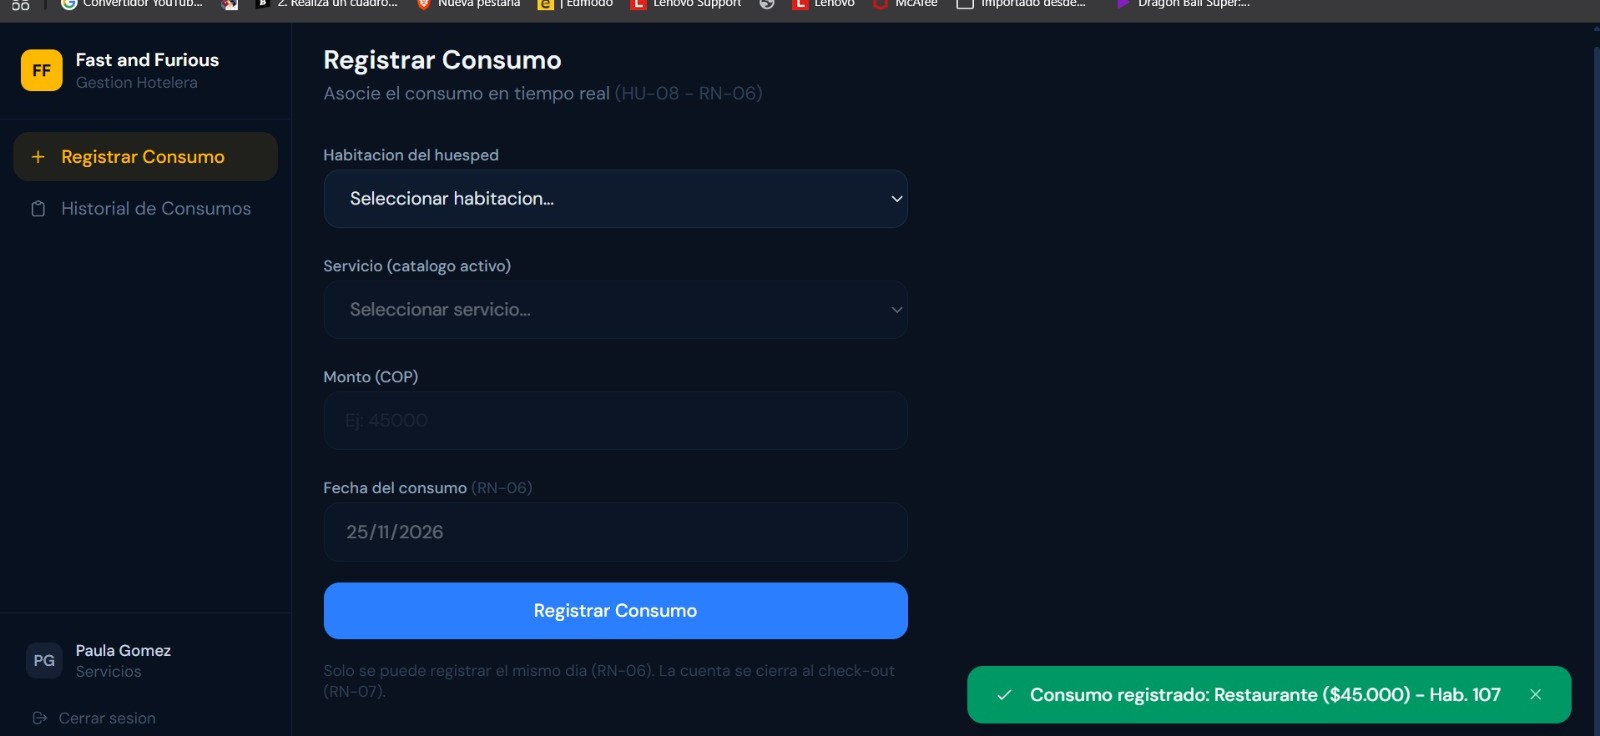 Convertidor YouTub...
2. Realiza un cuadro...
Nueva pestaña
| Edmodo
Lenovo Support
Lenovo
McAfee
Importado desde...
Dragon Ball Super:...
FF
Fast and Furious
Gestion Hotelera
+ Registrar Consumo
Historial de Consumos
Registrar Consumo
Asocie el consumo en tiempo real (HU-08 - RN-06)
Habitacion del huesped
Seleccionar habitacion...
Servicio (catalogo activo)
Seleccionar servicio...
Monto (COP)
Ej: 45000
Fecha del consumo (RN-06)
25/11/2026
Registrar Consumo
Solo se puede registrar el mismo dia (RN-06). La cuenta se cierra al check-out
(RN-07).
PG
Paula Gomez
Servicios
Cerrar sesion
Consumo registrado: Restaurante ($45.000) - Hab. 107